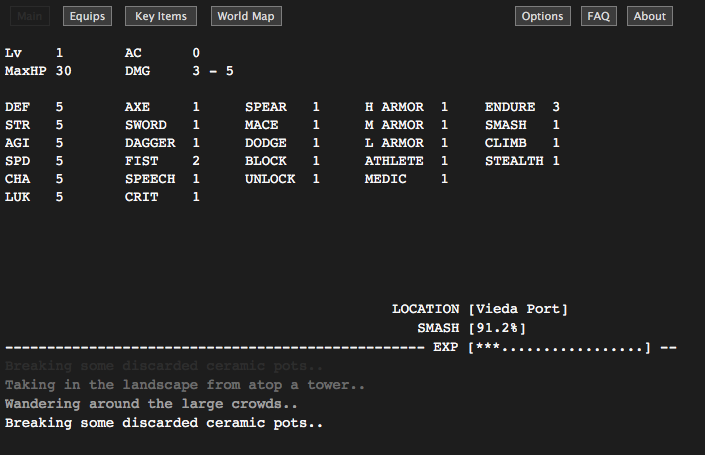 Main Equips Key Items World Map Options FAQ About
Lv 1 AC 0
MaxHP 30 DMG 3 - 5
DEF 5 AXE 1 SPEAR 1 H ARMOR 1 ENDURE 3
STR 5 SWORD 1 MACE 1 M ARMOR 1 SMASH 1
AGI 5 DAGGER 1 DODGE 1 L ARMOR 1 CLIMB 1
SPD 5 FIST 2 BLOCK 1 ATHLETE 1 STEALTH 1
CHA 5 SPEECH 1 UNLOCK 1 MEDIC 1
LUK 5 CRIT 1
LOCATION [Vieda Port]
SMASH [91.2%]
-------------------------------------------------- EXP [***.................] --
Breaking some discarded ceramic pots..
Taking in the landscape from atop a tower..
Wandering around the large crowds..
Breaking some discarded ceramic pots..